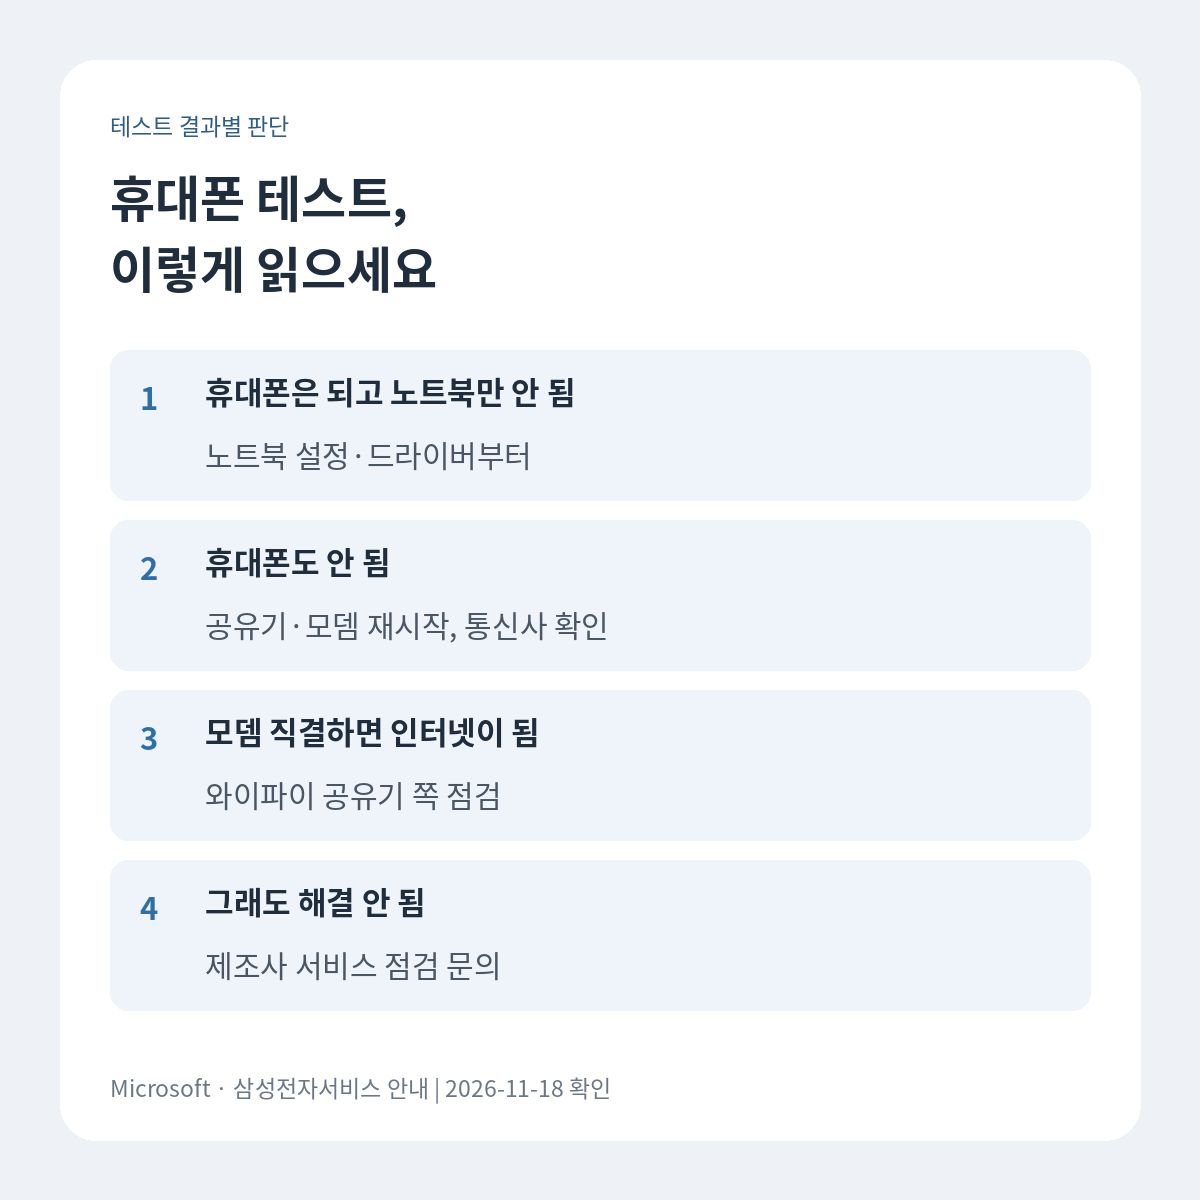 테스트 결과별 판단
휴대폰 테스트,
이렇게 읽으세요
1 휴대폰은 되고 노트북만 안 됨
노트북 설정·드라이버부터
2 휴대폰도 안 됨
공유기·모뎀 재시작, 통신사 확인
3 모뎀 직결하면 인터넷이 됨
와이파이 공유기 쪽 점검
4 그래도 해결 안 됨
제조사 서비스 점검 문의
Microsoft · 삼성전자서비스 안내 | 2026-11-18 확인